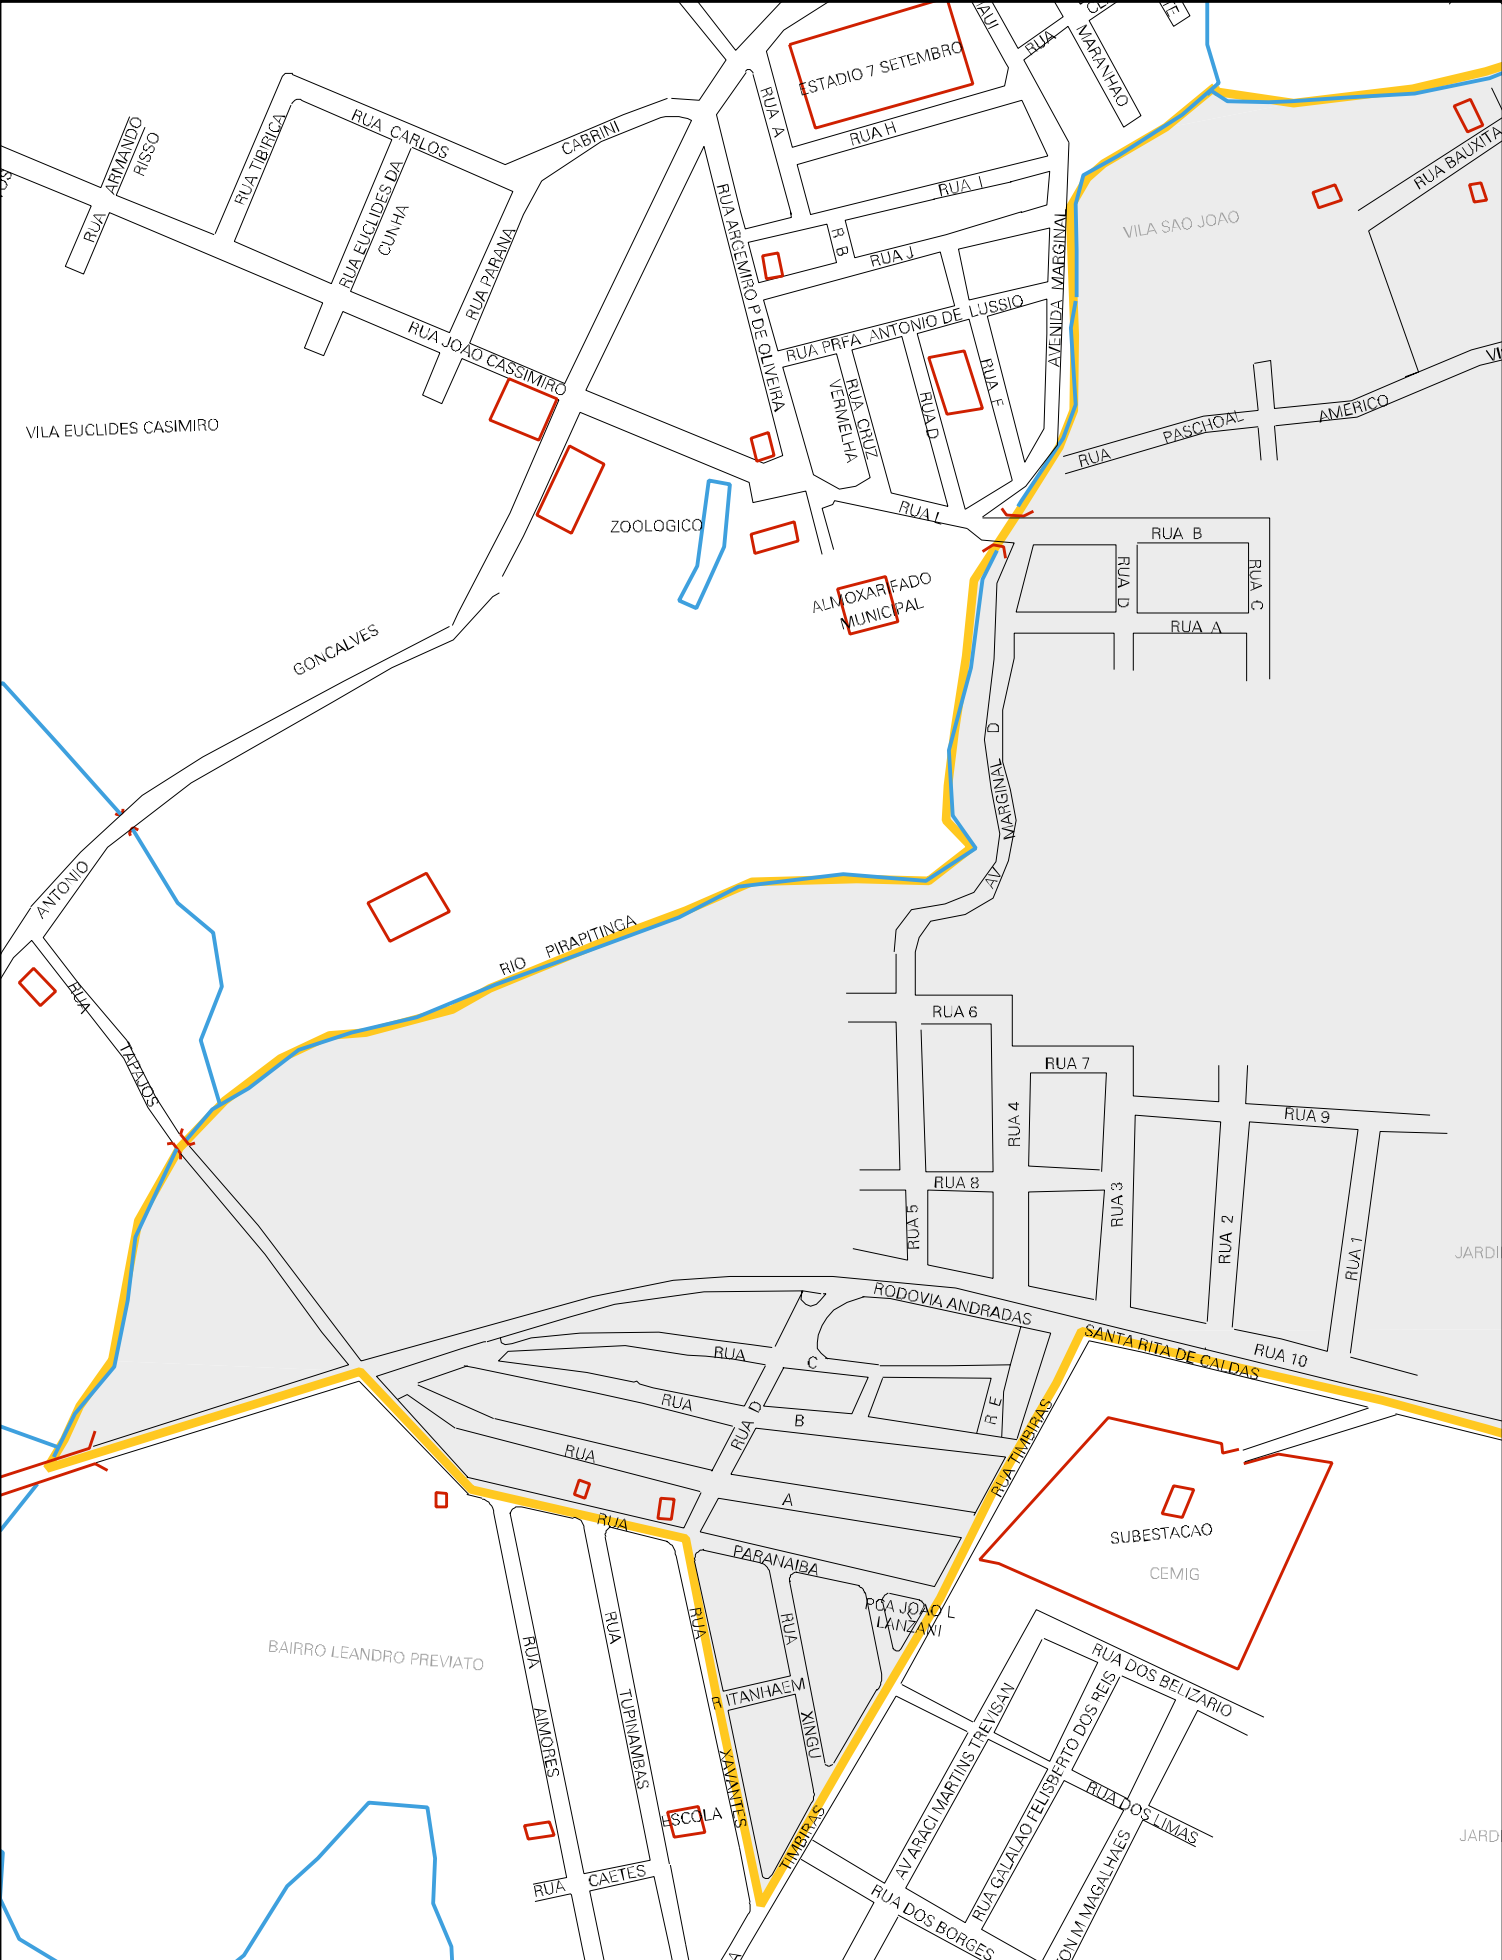 AUI
RUA
MARANHAO
TE
ESTADIO 7 SETEMBRO
RUA A
RUA H
RUA I
R B
RUA J
RUA CARLOS
CABRINI
ARMANDO
RISSO
RUA
RUA TIBIRICA
RUA EUCLIDES DA
CUNHA
RUA PARANA
RUA JOAO CASSIMIRO
RUA ARGEMIRO P DE OLIVEIRA
RUA PRFA ANTONIO DE LUSSIO
AVENIDA MARGINAL
VILA SAO JOAO
RUA BAUXITA
VI
RUA PASCHOAL AMERICO
VILA EUCLIDES CASIMIRO
RUA CRUZ
VERMELHA
RUA D
RUA F
ZOOLOGICO
RUA L
RUA B
RUA D
RUA C
RUA A
ALMOXARIFADO
MUNICIPAL
ANTONIO GONCALVES
AV MARGINAL D
RIO PIRAPITINGA
RUA TAPAJOS
RUA 6
RUA 7
RUA 4
RUA 9
RUA 8
RUA 5
RUA 3
RUA 2
RUA 1
JARDI
RODOVIA ANDRADAS
SANTA RITA DE CALDAS
RUA 10
RUA C
RUA B
RUA D
R E
RUA A
RUA TIMBIRAS
SUBESTACAO
CEMIG
RUA PARANAIBA
PCA JOAO L
LANZANI
BAIRRO LEANDRO PREVIATO
RUA AIMORES
RUA TUPINAMBAS
RUA XAVANTES
RUA XINGU
R ITANHAEM
ESCOLA
RUA CAETES
TIMBIRAS
RUA DOS BELIZARIO
AV ARACI MARTINS TREVISAN
RUA GALALAO FELISBERTO DOS REIS
RUA DOS LIMAS
ON M MAGALHAES
RUA DOS BORGES
JARD
A